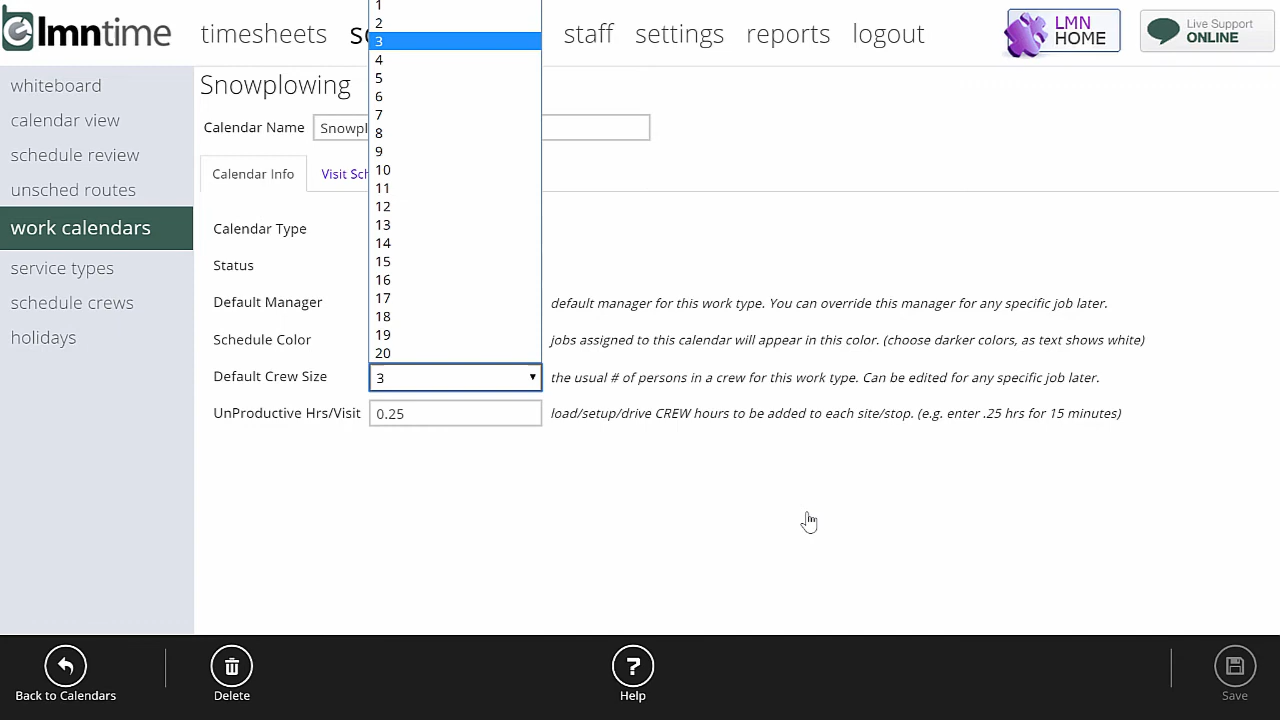 lmntime
timesheets
staff
settings
reports
logout
LMN HOME
Live Support ONLINE
whiteboard
calendar view
schedule review
unsched routes
work calendars
service types
schedule crews
holidays
Snowplowing
Calendar Name
Calendar Info
Calendar Type
Status
Default Manager
default manager for this work type. You can override this manager for any specific job later.
Schedule Color
jobs assigned to this calendar will appear in this color. (choose darker colors, as text shows white)
1
2
3
4
5
6
7
8
9
10
11
12
13
14
15
16
17
18
19
20
Default Crew Size
3
the usual # of persons in a crew for this work type. Can be edited for any specific job later.
UnProductive Hrs/Visit
0.25
load/setup/drive CREW hours to be added to each site/stop. (e.g. enter .25 hrs for 15 minutes)
Back to Calendars
Delete
Help
Save